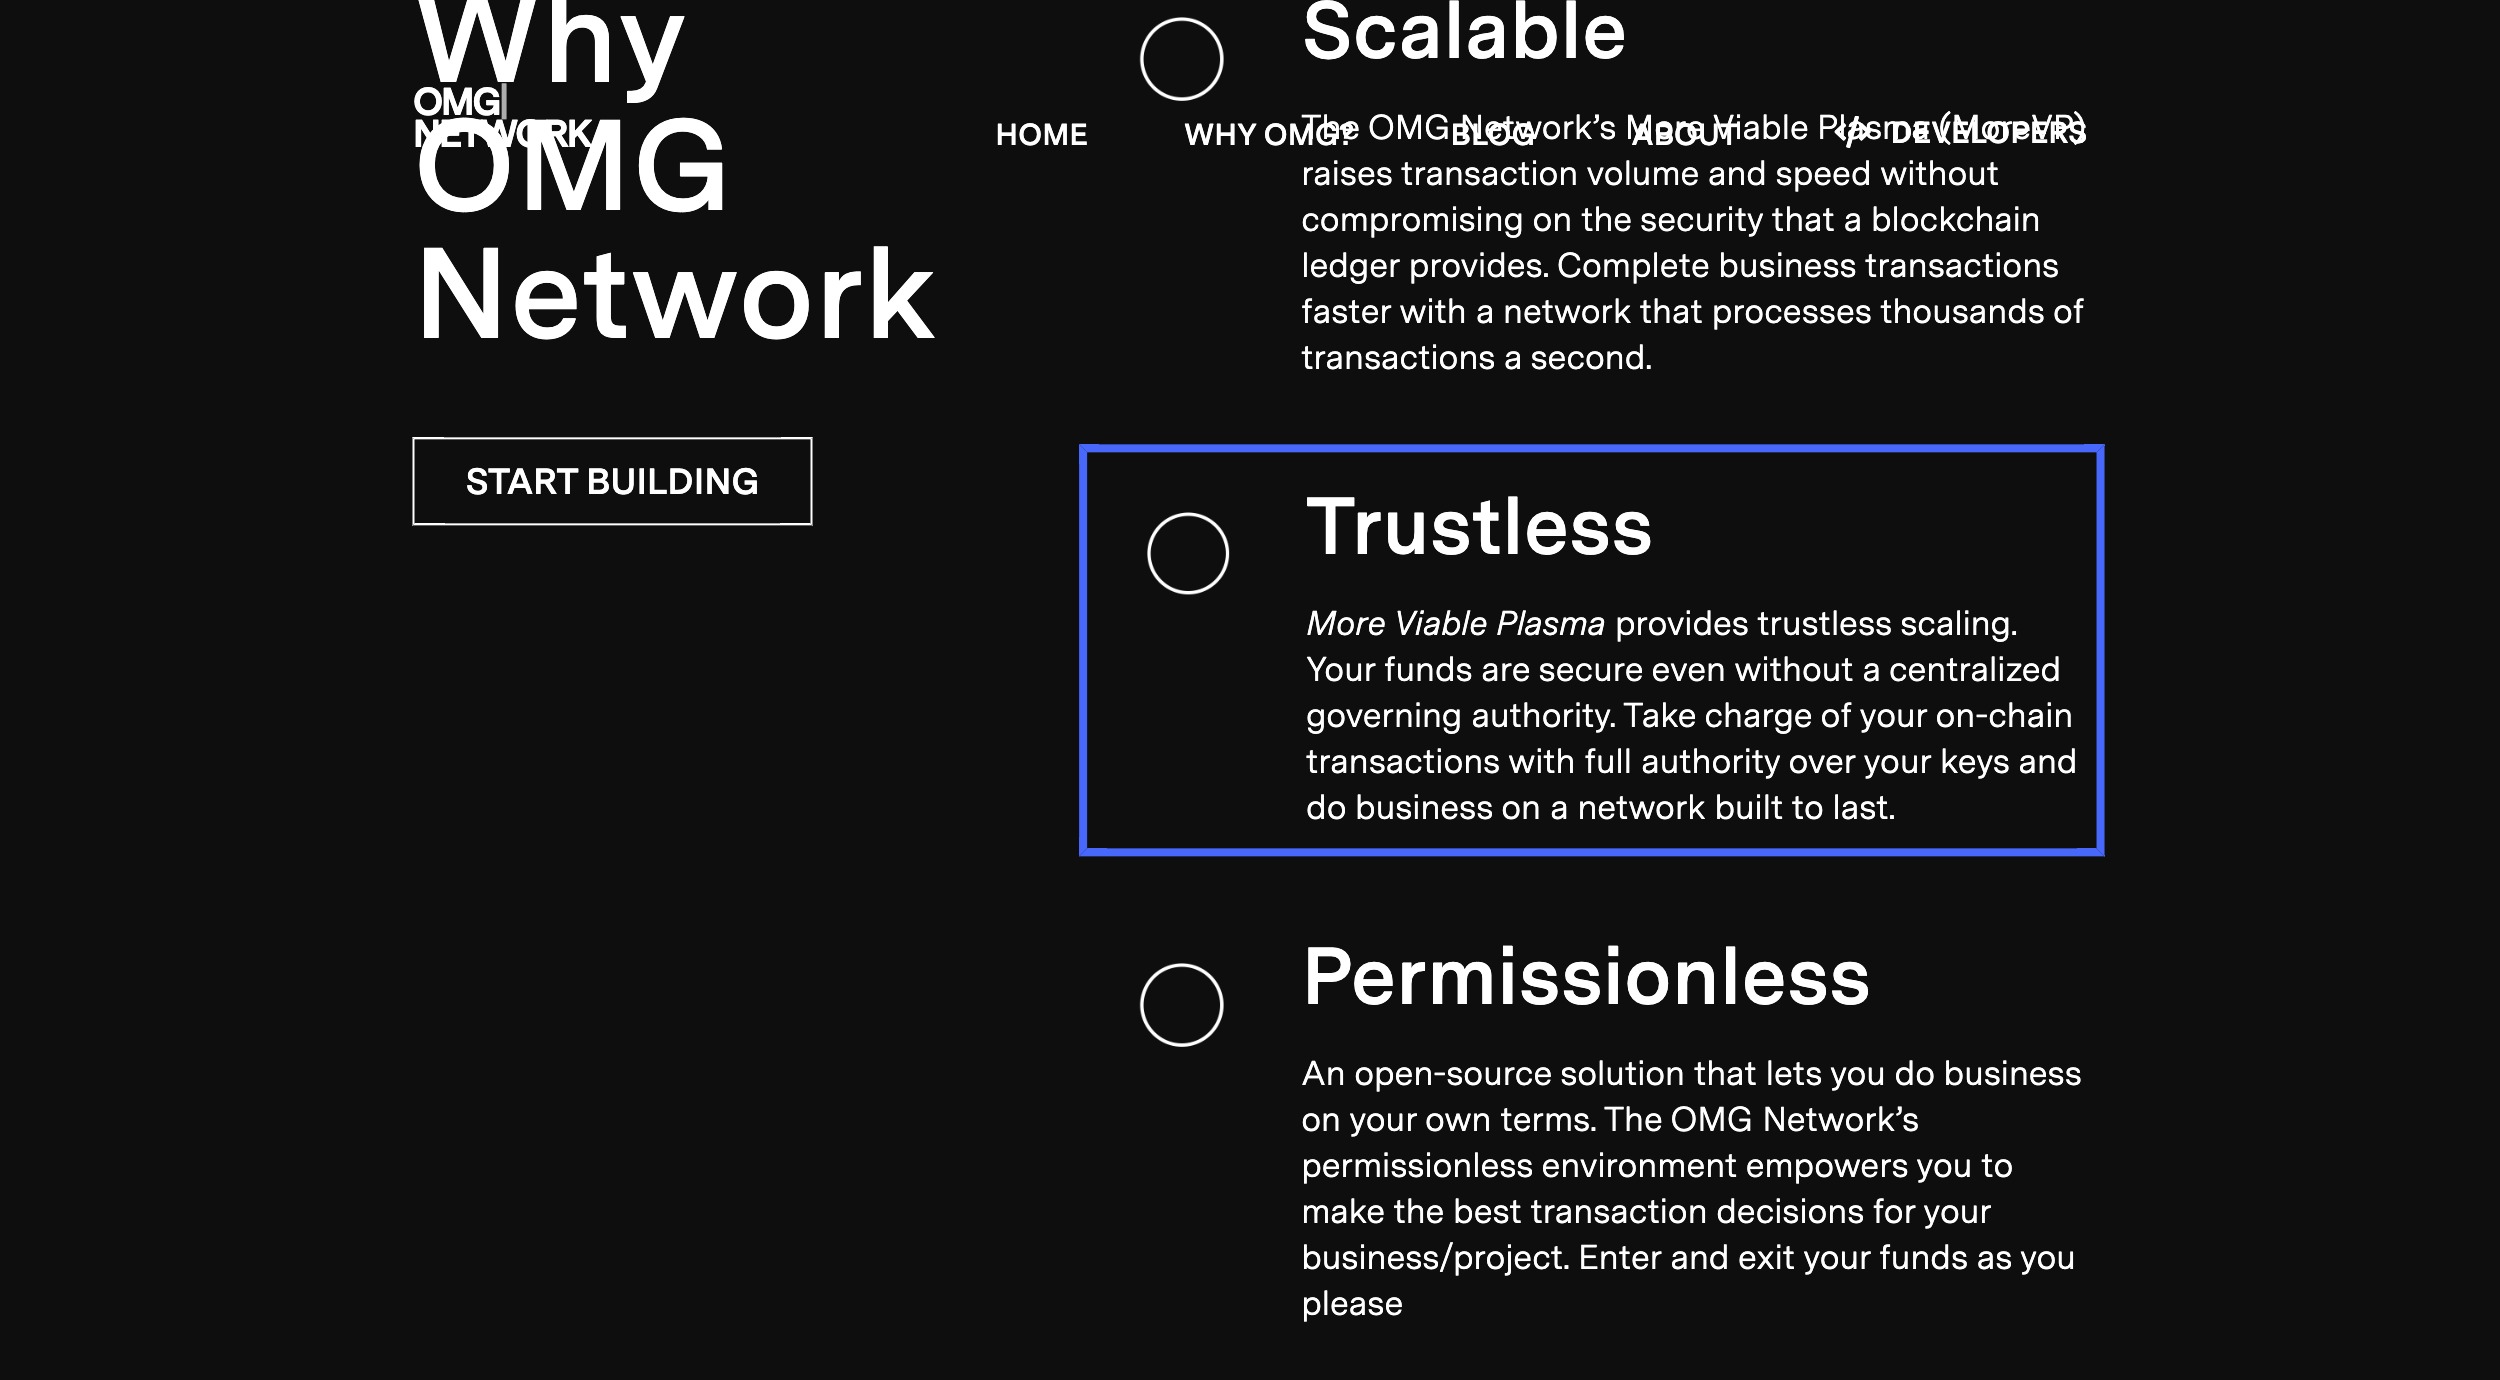 Why
OMG
Network
OMG
NETWORK
HOME
WHY OMG?
BLOG
ABOUT
</> DEVELOPERS
START BUILDING
Scalable
The OMG Network’s More Viable Plasma (MoreVP)
raises transaction volume and speed without
compromising on the security that a blockchain
ledger provides. Complete business transactions
faster with a network that processes thousands of
transactions a second.
Trustless
More Viable Plasma provides trustless scaling.
Your funds are secure even without a centralized
governing authority. Take charge of your on-chain
transactions with full authority over your keys and
do business on a network built to last.
Permissionless
An open-source solution that lets you do business
on your own terms. The OMG Network’s
permissionless environment empowers you to
make the best transaction decisions for your
business/project. Enter and exit your funds as you
please